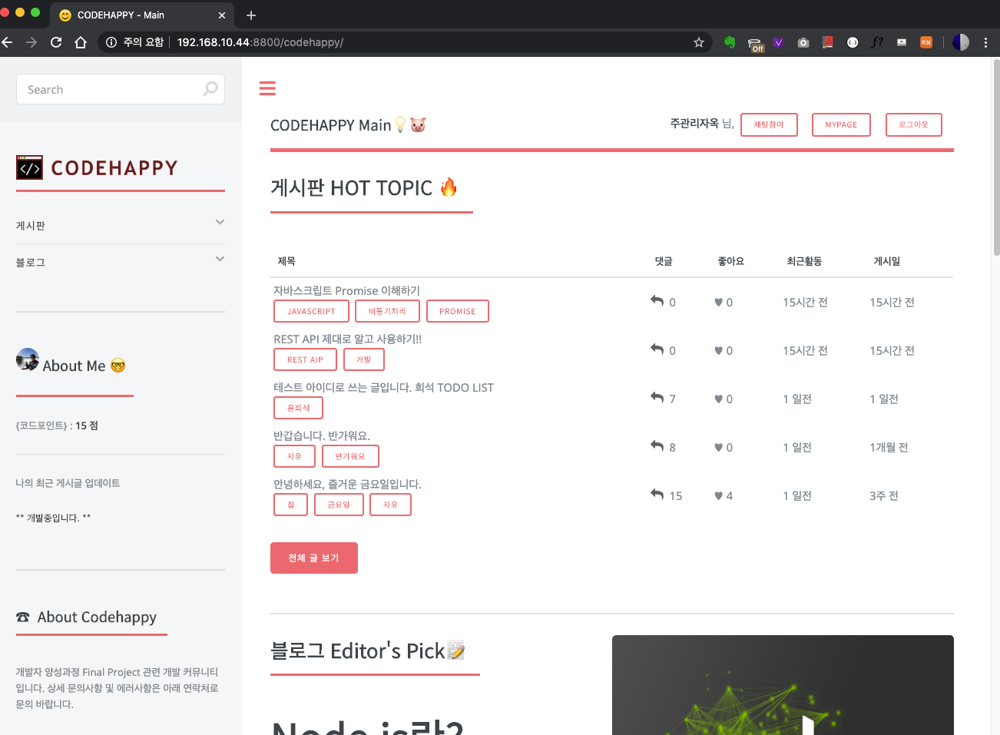 CODEHAPPY - Main
주의 요함 192.168.10.44:8800/codehappy/
Off
V
f?
EX
Search
</> CODEHAPPY
게시판
블로그
About Me
{코드포인트} : 15 점
나의 최근 게시글 업데이트
** 개발중입니다. **
About Codehappy
개발자 양성과정 Final Project 관련 개발 커뮤니티
입니다. 상세 문의사항 및 에러사항은 아래 연락처로
문의 바랍니다.
CODEHAPPY Main
주관리자옥 님, 채팅참여 MYPAGE 로그아웃
게시판 HOT TOPIC
제목 댓글 좋아요 최근활동 게시일
자바스크립트 Promise 이해하기
JAVASCRIPT 비동기처리 PROMISE
0 0 15시간 전 15시간 전
REST API 제대로 알고 사용하기!!
REST AIP 개발
0 0 15시간 전 15시간 전
테스트 아이디로 쓰는 글입니다. 희석 TODO LIST
윤희석
7 0 1 일전 1 일전
반갑습니다. 반가워요.
자유 반가워요
8 0 1 일전 1개월 전
안녕하세요, 즐거운 금요일입니다.
집 금요일 자유
15 4 1 일전 3주 전
전체 글 보기
블로그 Editor's Pick
Node.js란?